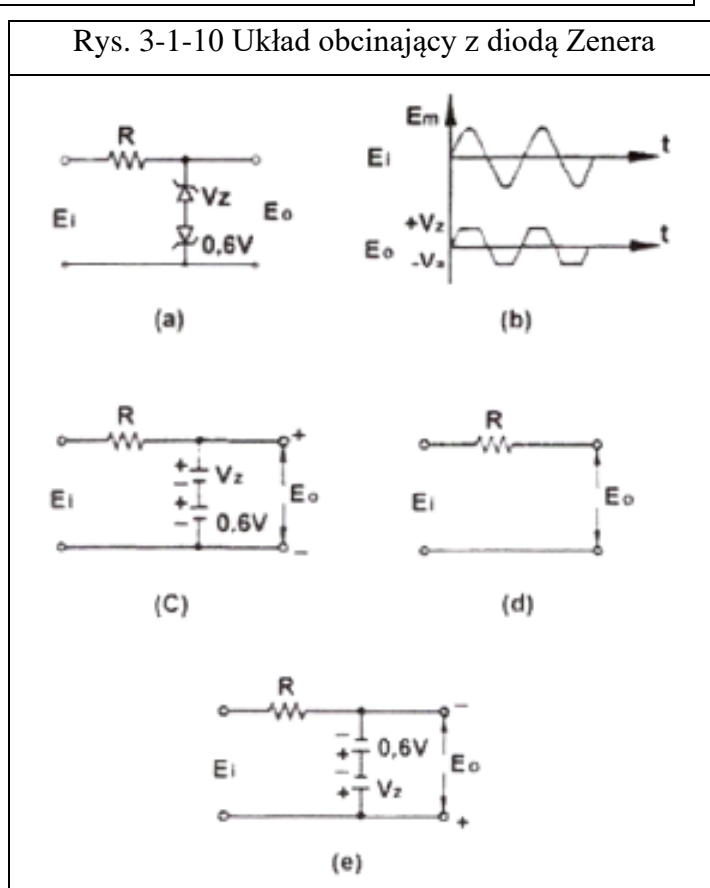 Rys. 3-1-10 Układ obcinający z diodą Zenera
R
Vz
Ei
Eo
0,6V
(a)
Em
Ei
t
+Vz
Eo
-Vz
t
(b)
R
+
+
Vz
-
Ei
Eo
+
0.6V
-
-
(C)
R
Ei
Eo
(d)
R
-
-
0,6V
+
Ei
Eo
-
+
Vz
+
(e)